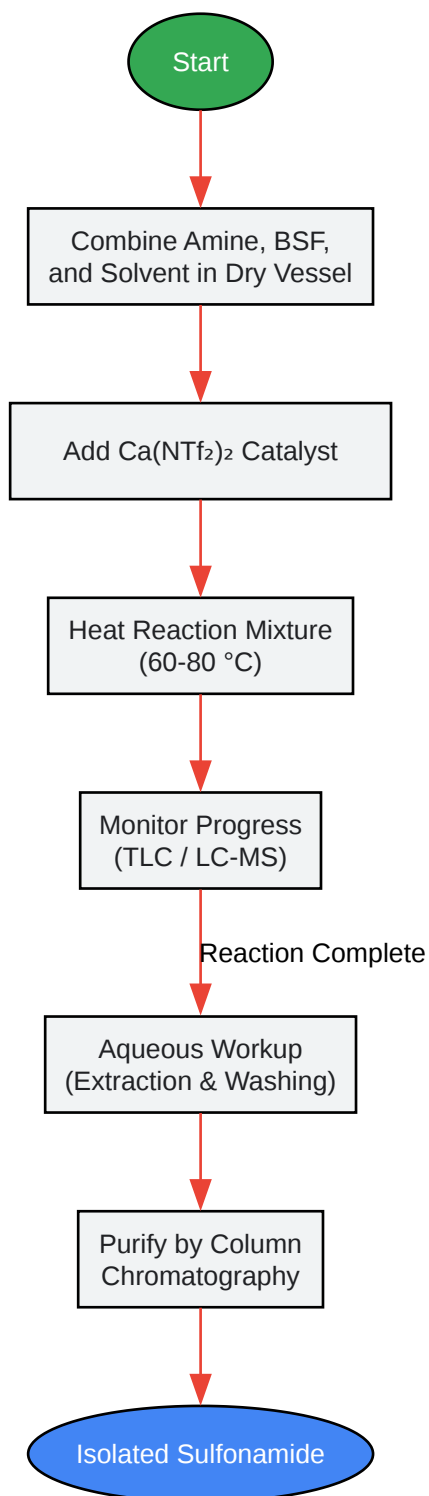 Start
Combine Amine, BSF,
and Solvent in Dry Vessel
Add Ca(NTf₂)₂ Catalyst
Heat Reaction Mixture
(60-80 °C)
Monitor Progress
(TLC / LC-MS)
Reaction Complete
Aqueous Workup
(Extraction & Washing)
Purify by Column
Chromatography
Isolated Sulfonamide